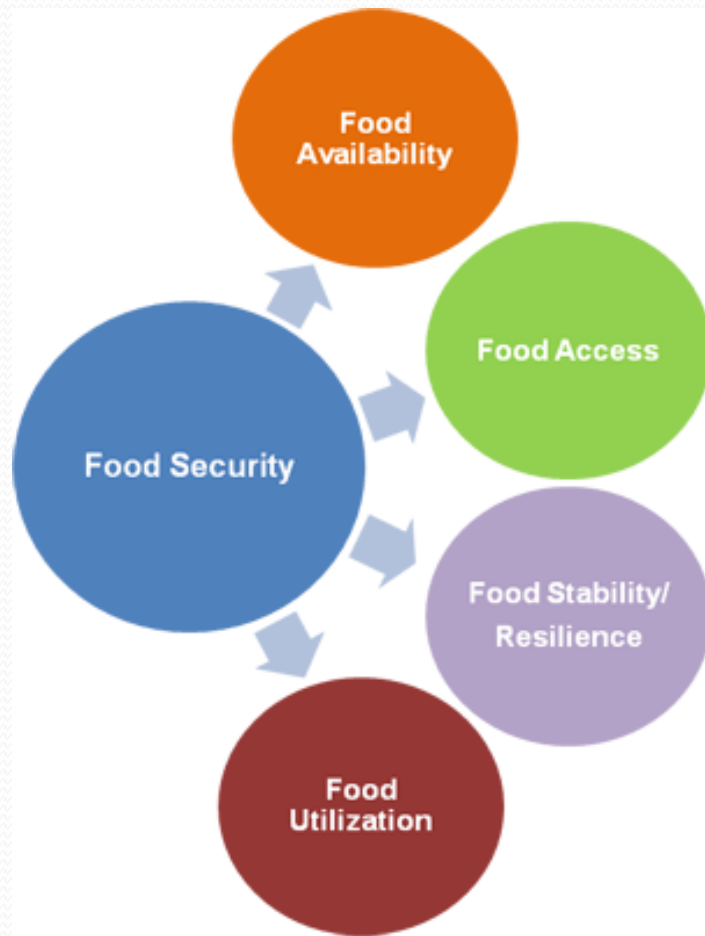 Food
Availability
Food Access
Food Security
Food Stability/
Resilience
Food
Utilization